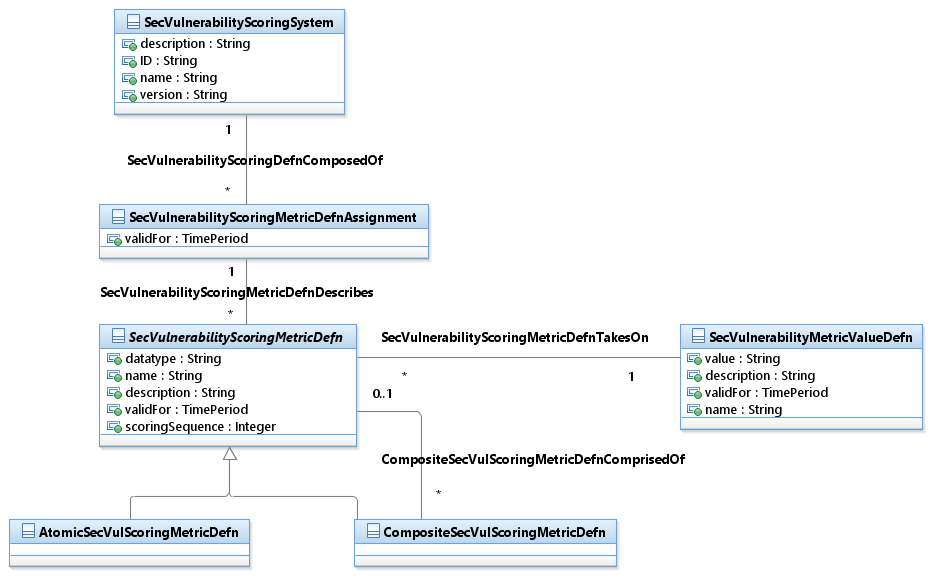 SecVulnerabilityScoringSystem
description : String
ID : String
name : String
version : String
1
SecVulnerabilityScoringDefnComposedOf
*
SecVulnerabilityScoringMetricDefnAssignment
validFor : TimePeriod
1
SecVulnerabilityScoringMetricDefnDescribes
*
SecVulnerabilityScoringMetricDefn
datatype : String
name : String
description : String
validFor : TimePeriod
scoringSequence : Integer
SecVulnerabilityScoringMetricDefnTakesOn
*
1
SecVulnerabilityMetricValueDefn
value : String
description : String
validFor : TimePeriod
name : String
0..1
CompositeSecVulScoringMetricDefnComprisedOf
*
AtomicSecVulScoringMetricDefn
CompositeSecVulScoringMetricDefn